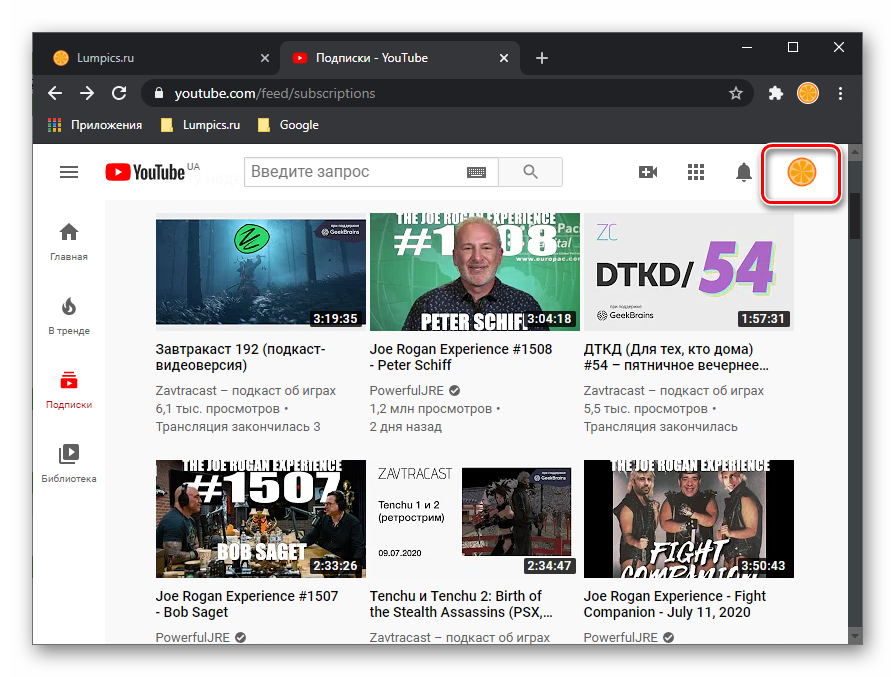 Lumpics.ru
Подписки - YouTube
youtube.com/feed/subscriptions
Приложения
Lumpics.ru
Google
YouTube UA
Введите запрос
Главная
В тренде
Подписки
Библиотека
GeekBrains
3:19:35
THE JOE ROGAN EXPERIENCE
#1508
www.europac.com
PETER SCHIFF
3:04:18
ZC
DTKD/54
при поддержке
GeekBrains
1:57:31
Завтракаст 192 (подкаст-
видеоверсия)
Zavtracast – подкаст об играх
6,1 тыс. просмотров •
Трансляция закончилась 3
Joe Rogan Experience #1508
- Peter Schiff
PowerfulJRE
1,2 млн просмотров •
2 дня назад
ДТКД (Для тех, кто дома)
#54 – пятничное вечернее...
Zavtracast – подкаст об играх
5,5 тыс. просмотров •
Трансляция закончилась
THE JOE ROGAN EXPERIENCE
#1507
BOB SAGET
2:33:26
ZAVTRACAST
Tenchu 1 и 2
(ретрострим)
09.07.2020
GeekBrains
2:34:47
THE JOE ROGAN EXPERIENCE
FIGHT
COMPANION
3:50:43
Joe Rogan Experience #1507
- Bob Saget
PowerfulJRE
Tenchu и Tenchu 2: Birth of
the Stealth Assassins (PSX,...
Zavtracast – подкаст об играх
Joe Rogan Experience - Fight
Companion - July 11, 2020
PowerfulJRE